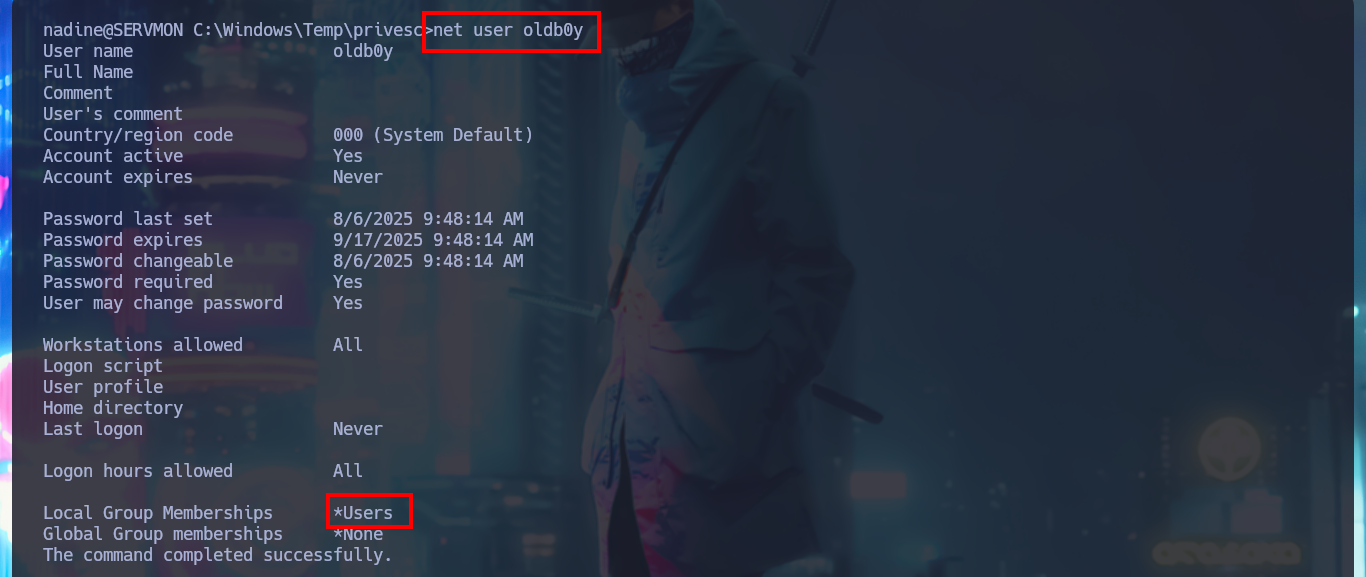 nadine@SERVMON C:\Windows\Temp\privesc>net user oldb0y
User name                    oldb0y
Full Name
Comment
User's comment
Country/region code          000 (System Default)
Account active               Yes
Account expires              Never
Password last set            8/6/2025 9:48:14 AM
Password expires             9/17/2025 9:48:14 AM
Password changeable          8/6/2025 9:48:14 AM
Password required            Yes
User may change password     Yes
Workstations allowed         All
Logon script
User profile
Home directory
Last logon                   Never
Logon hours allowed          All
Local Group Memberships      *Users
Global Group memberships     *None
The command completed successfully.